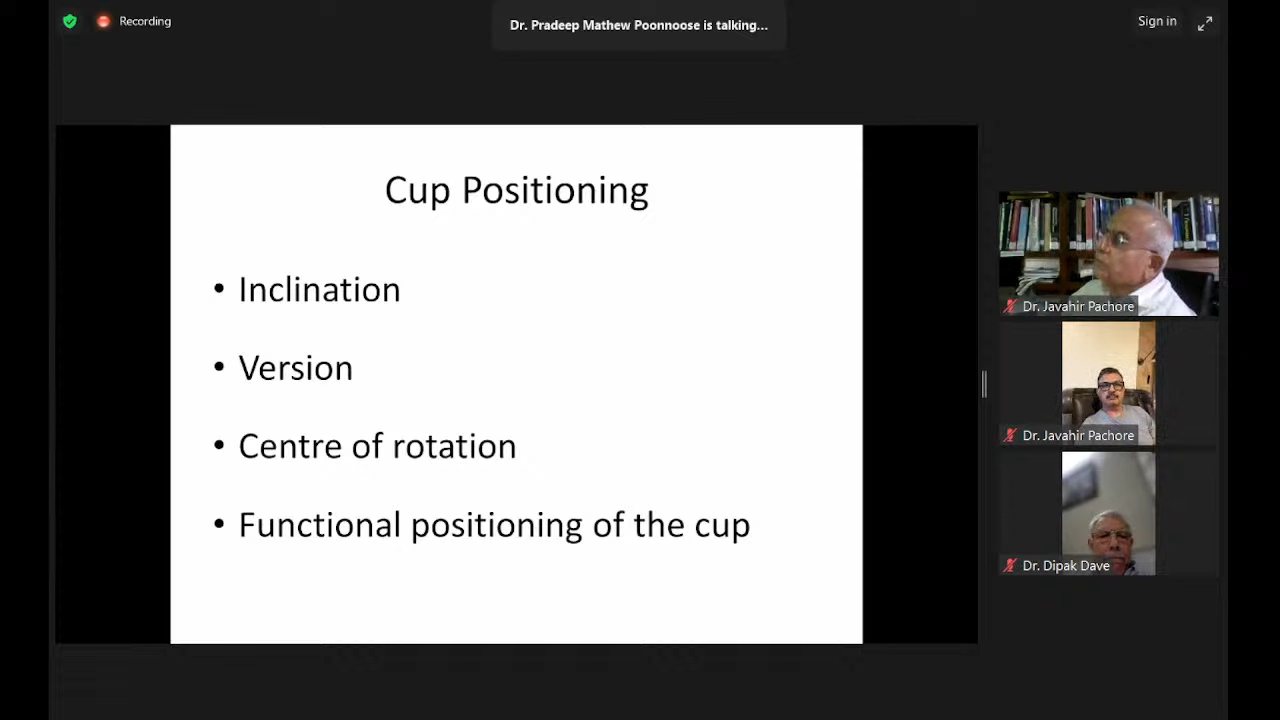 Recording
Dr. Pradeep Mathew Poonnoose is talking...
Sign in
Cup Positioning
• Inclination
• Version
• Centre of rotation
• Functional positioning of the cup
Dr. Javahir Pachore
Dr. Javahir Pachore
Dr. Dipak Dave